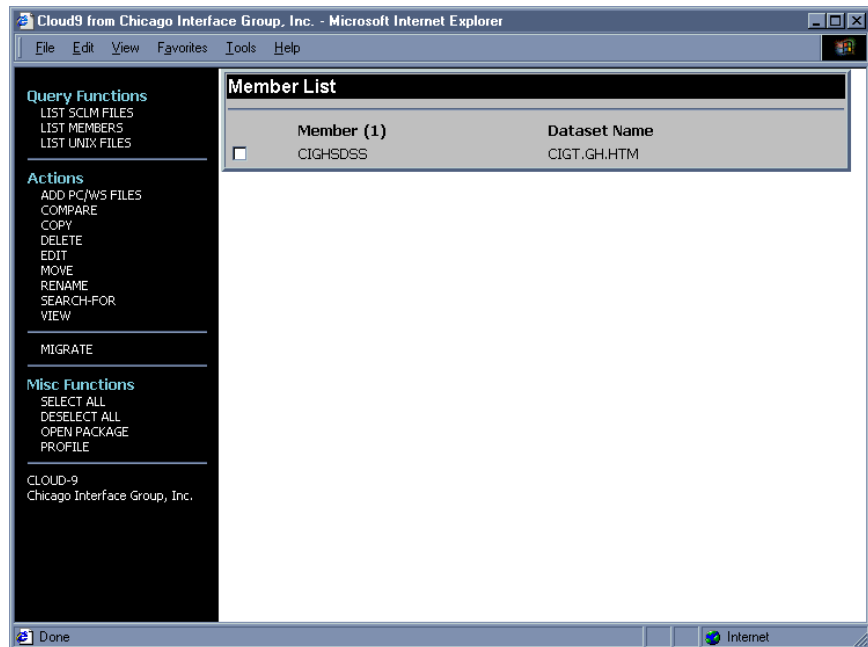 Cloud9 from Chicago Interface Group, Inc. - Microsoft Internet Explorer
File Edit View Favorites Tools Help
Query Functions
LIST SCLM FILES
LIST MEMBERS
LIST UNIX FILES
Actions
ADD PC/WS FILES
COMPARE
COPY
DELETE
EDIT
MOVE
RENAME
SEARCH-FOR
VIEW
MIGRATE
Misc Functions
SELECT ALL
DESELECT ALL
OPEN PACKAGE
PROFILE
CLOUD-9
Chicago Interface Group, Inc.
Member List
Member (1) Dataset Name
CIGHSDSS CIGT.GH.HTM
Done Internet